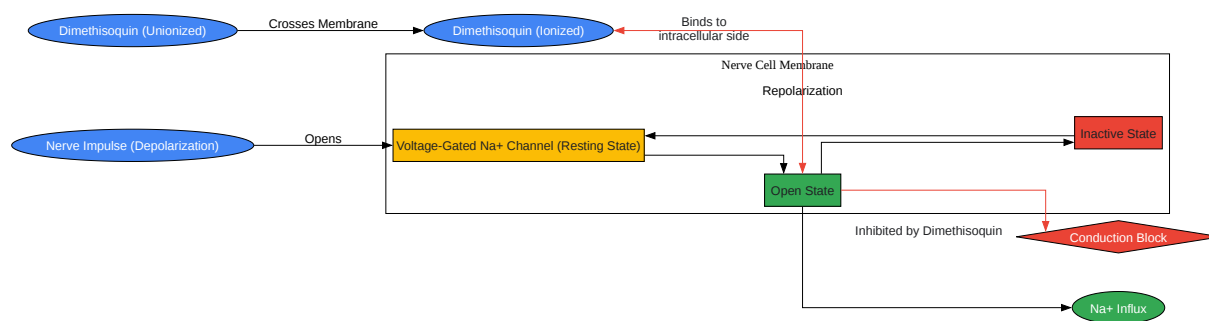 Dimethisoquin (Unionized)
Crosses Membrane
Dimethisoquin (Ionized)
Binds to
intracellular side
Nerve Cell Membrane
Repolarization
Nerve Impulse (Depolarization)
Opens
Voltage-Gated Na+ Channel (Resting State)
Inactive State
Open State
Inhibited by Dimethisoquin
Conduction Block
Na+ Influx